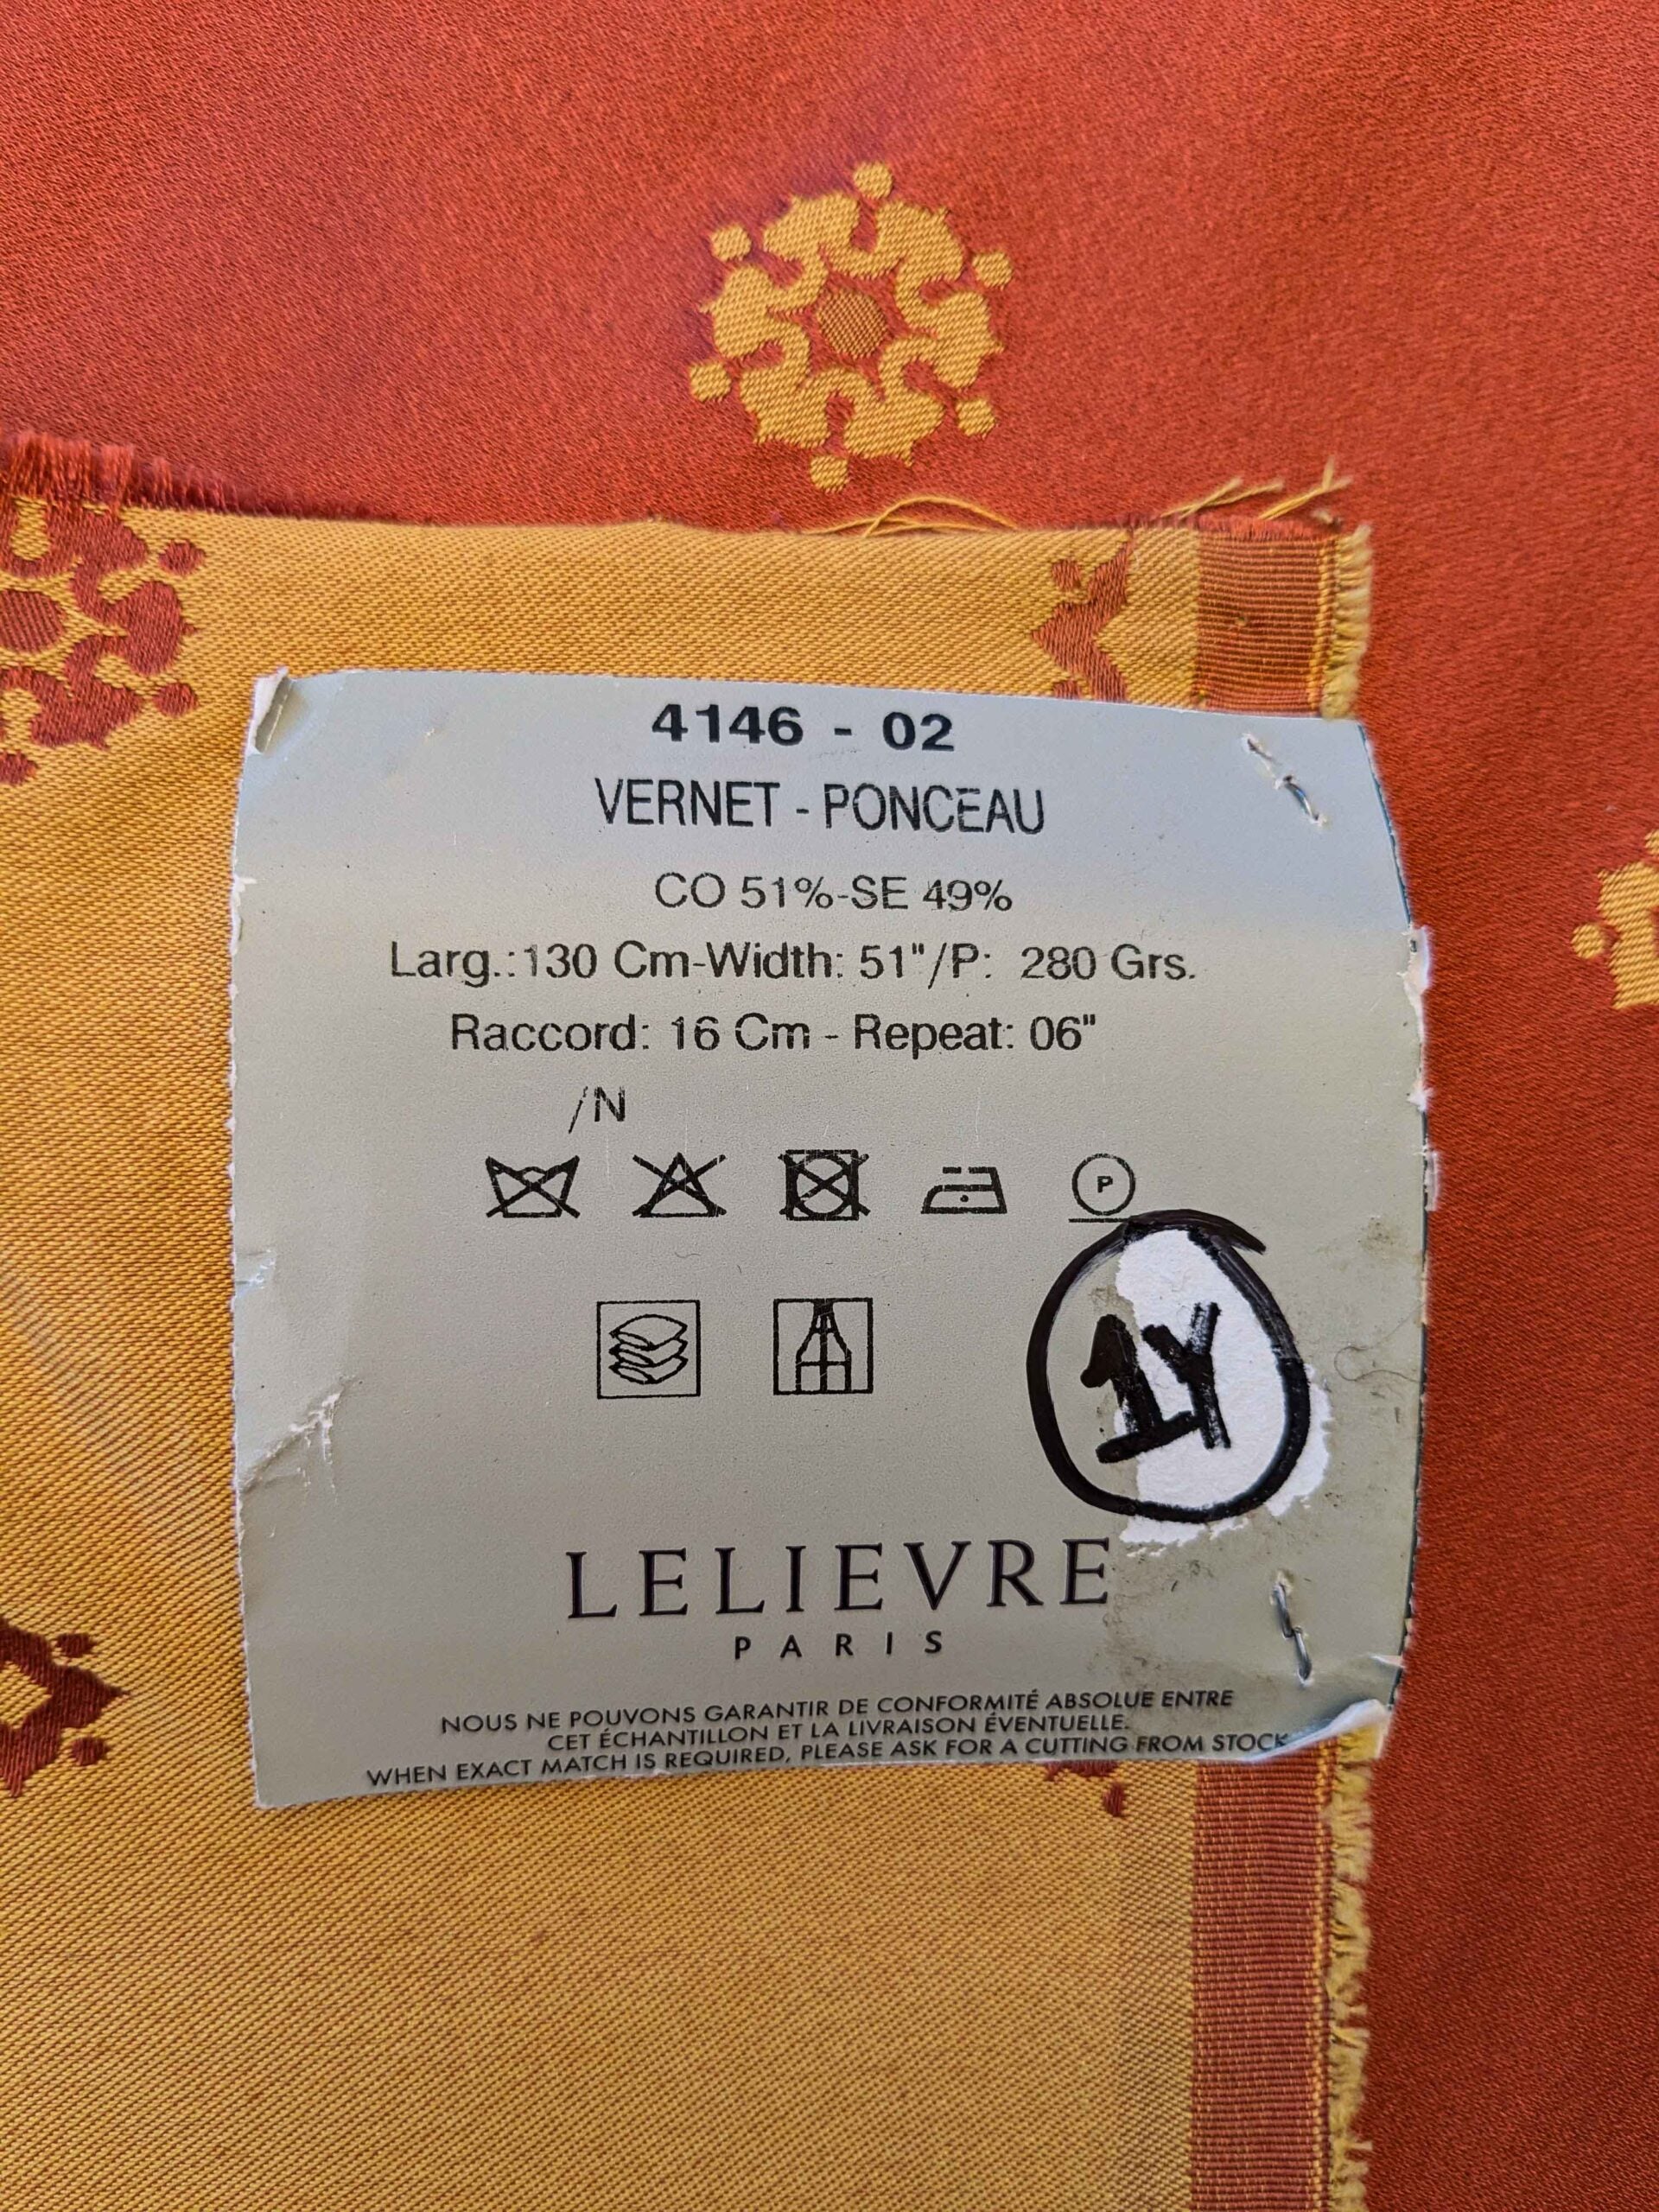 4146 - 02
VERNET - PONCEAU
CO 51%-SE 49%
Larg.:130 Cm-Width: 51"/P: 280 Grs.
Raccord: 16 Cm - Repeat: 06"
/N
P
1Y
LELIEVRE
PARIS
NOUS NE POUVONS GARANTIR DE CONFORMITÉ ABSOLUE ENTRE
CET ÉCHANTILLON ET LA LIVRAISON ÉVENTUELLE.
WHEN EXACT MATCH IS REQUIRED, PLEASE ASK FOR A CUTTING FROM STOCK